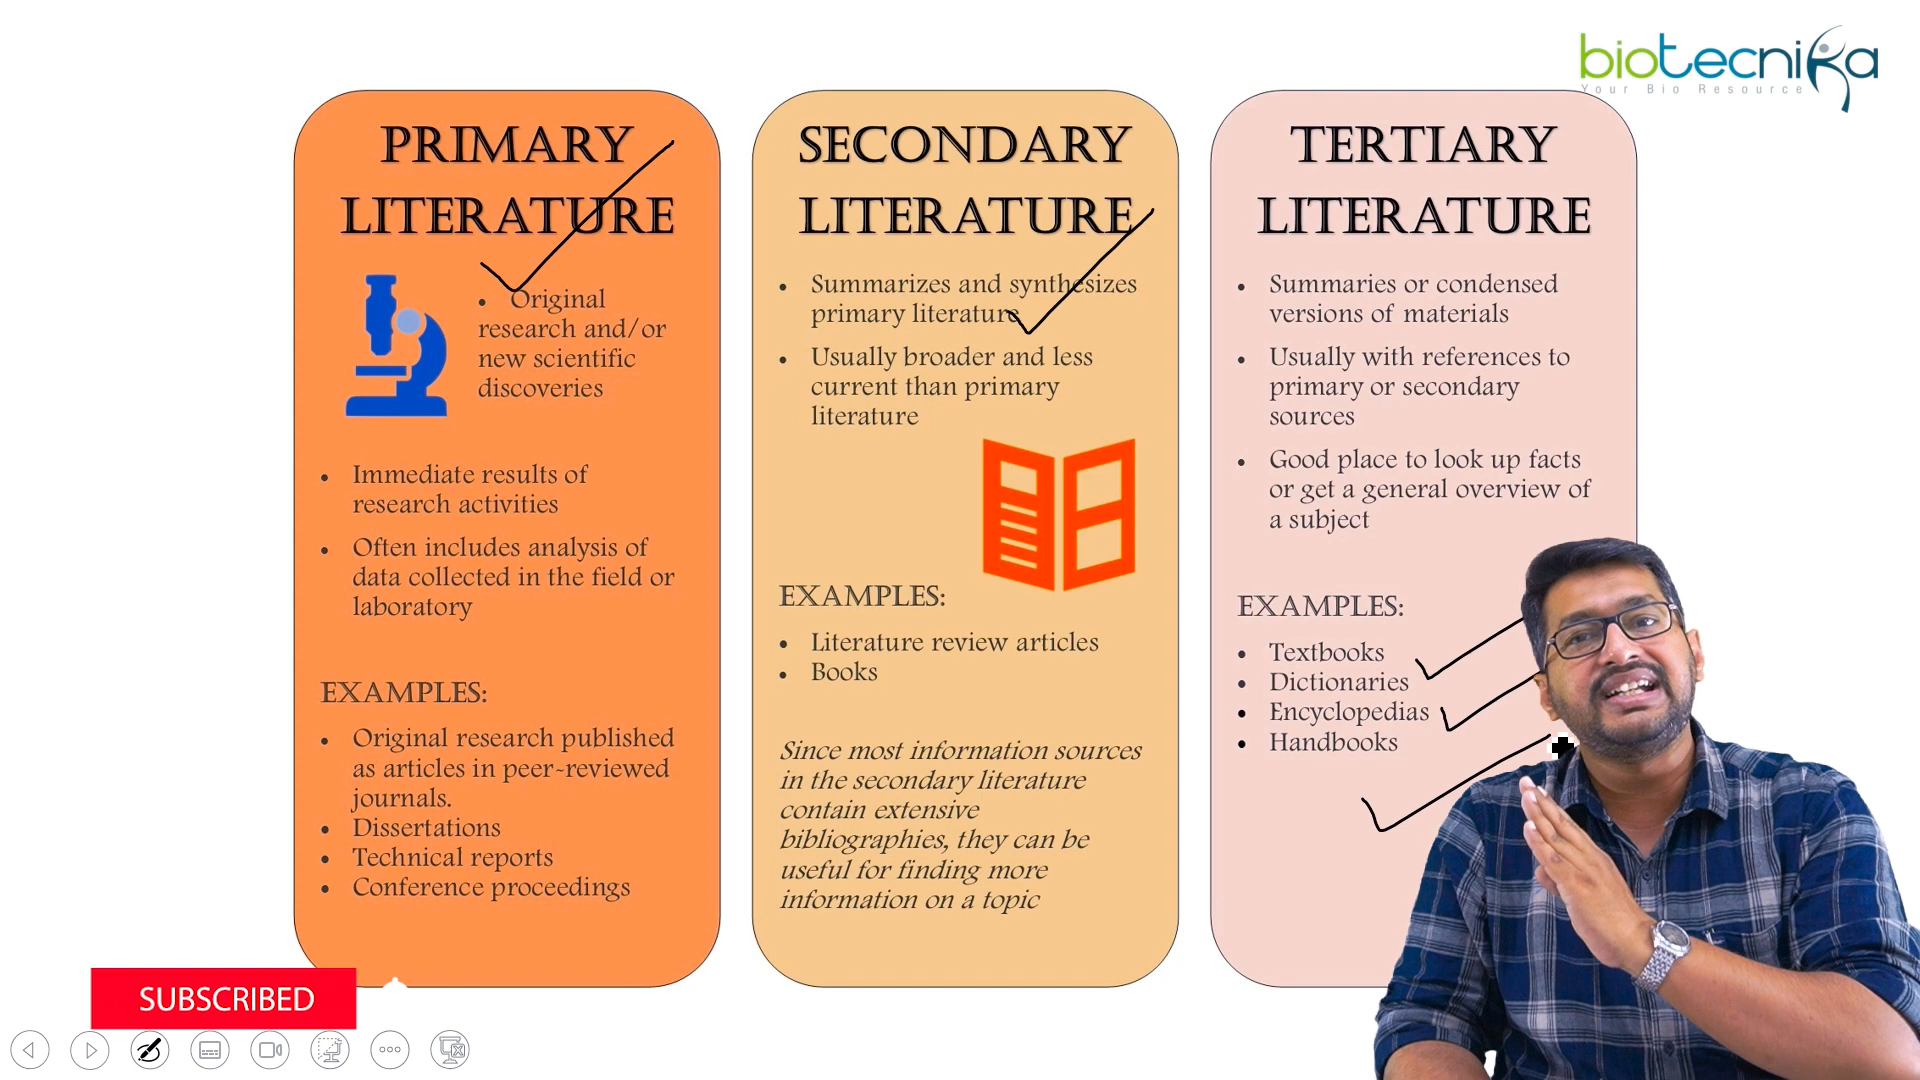 biotecnika
Your Bio Resource
PRIMARY
LITERATURE
• Original
research and/or
new scientific
discoveries
• Immediate results of
research activities
• Often includes analysis of
data collected in the field or
laboratory
EXAMPLES:
• Original research published
as articles in peer-reviewed
journals.
• Dissertations
• Technical reports
• Conference proceedings
SECONDARY
LITERATURE
• Summarizes and synthesizes
primary literature
• Usually broader and less
current than primary
literature
EXAMPLES:
• Literature review articles
• Books
Since most information sources
in the secondary literature
contain extensive
bibliographies, they can be
useful for finding more
information on a topic
TERTIARY
LITERATURE
• Summaries or condensed
versions of materials
• Usually with references to
primary or secondary
sources
• Good place to look up facts
or get a general overview of
a subject
EXAMPLES:
• Textbooks
• Dictionaries
• Encyclopedias
• Handbooks
SUBSCRIBED